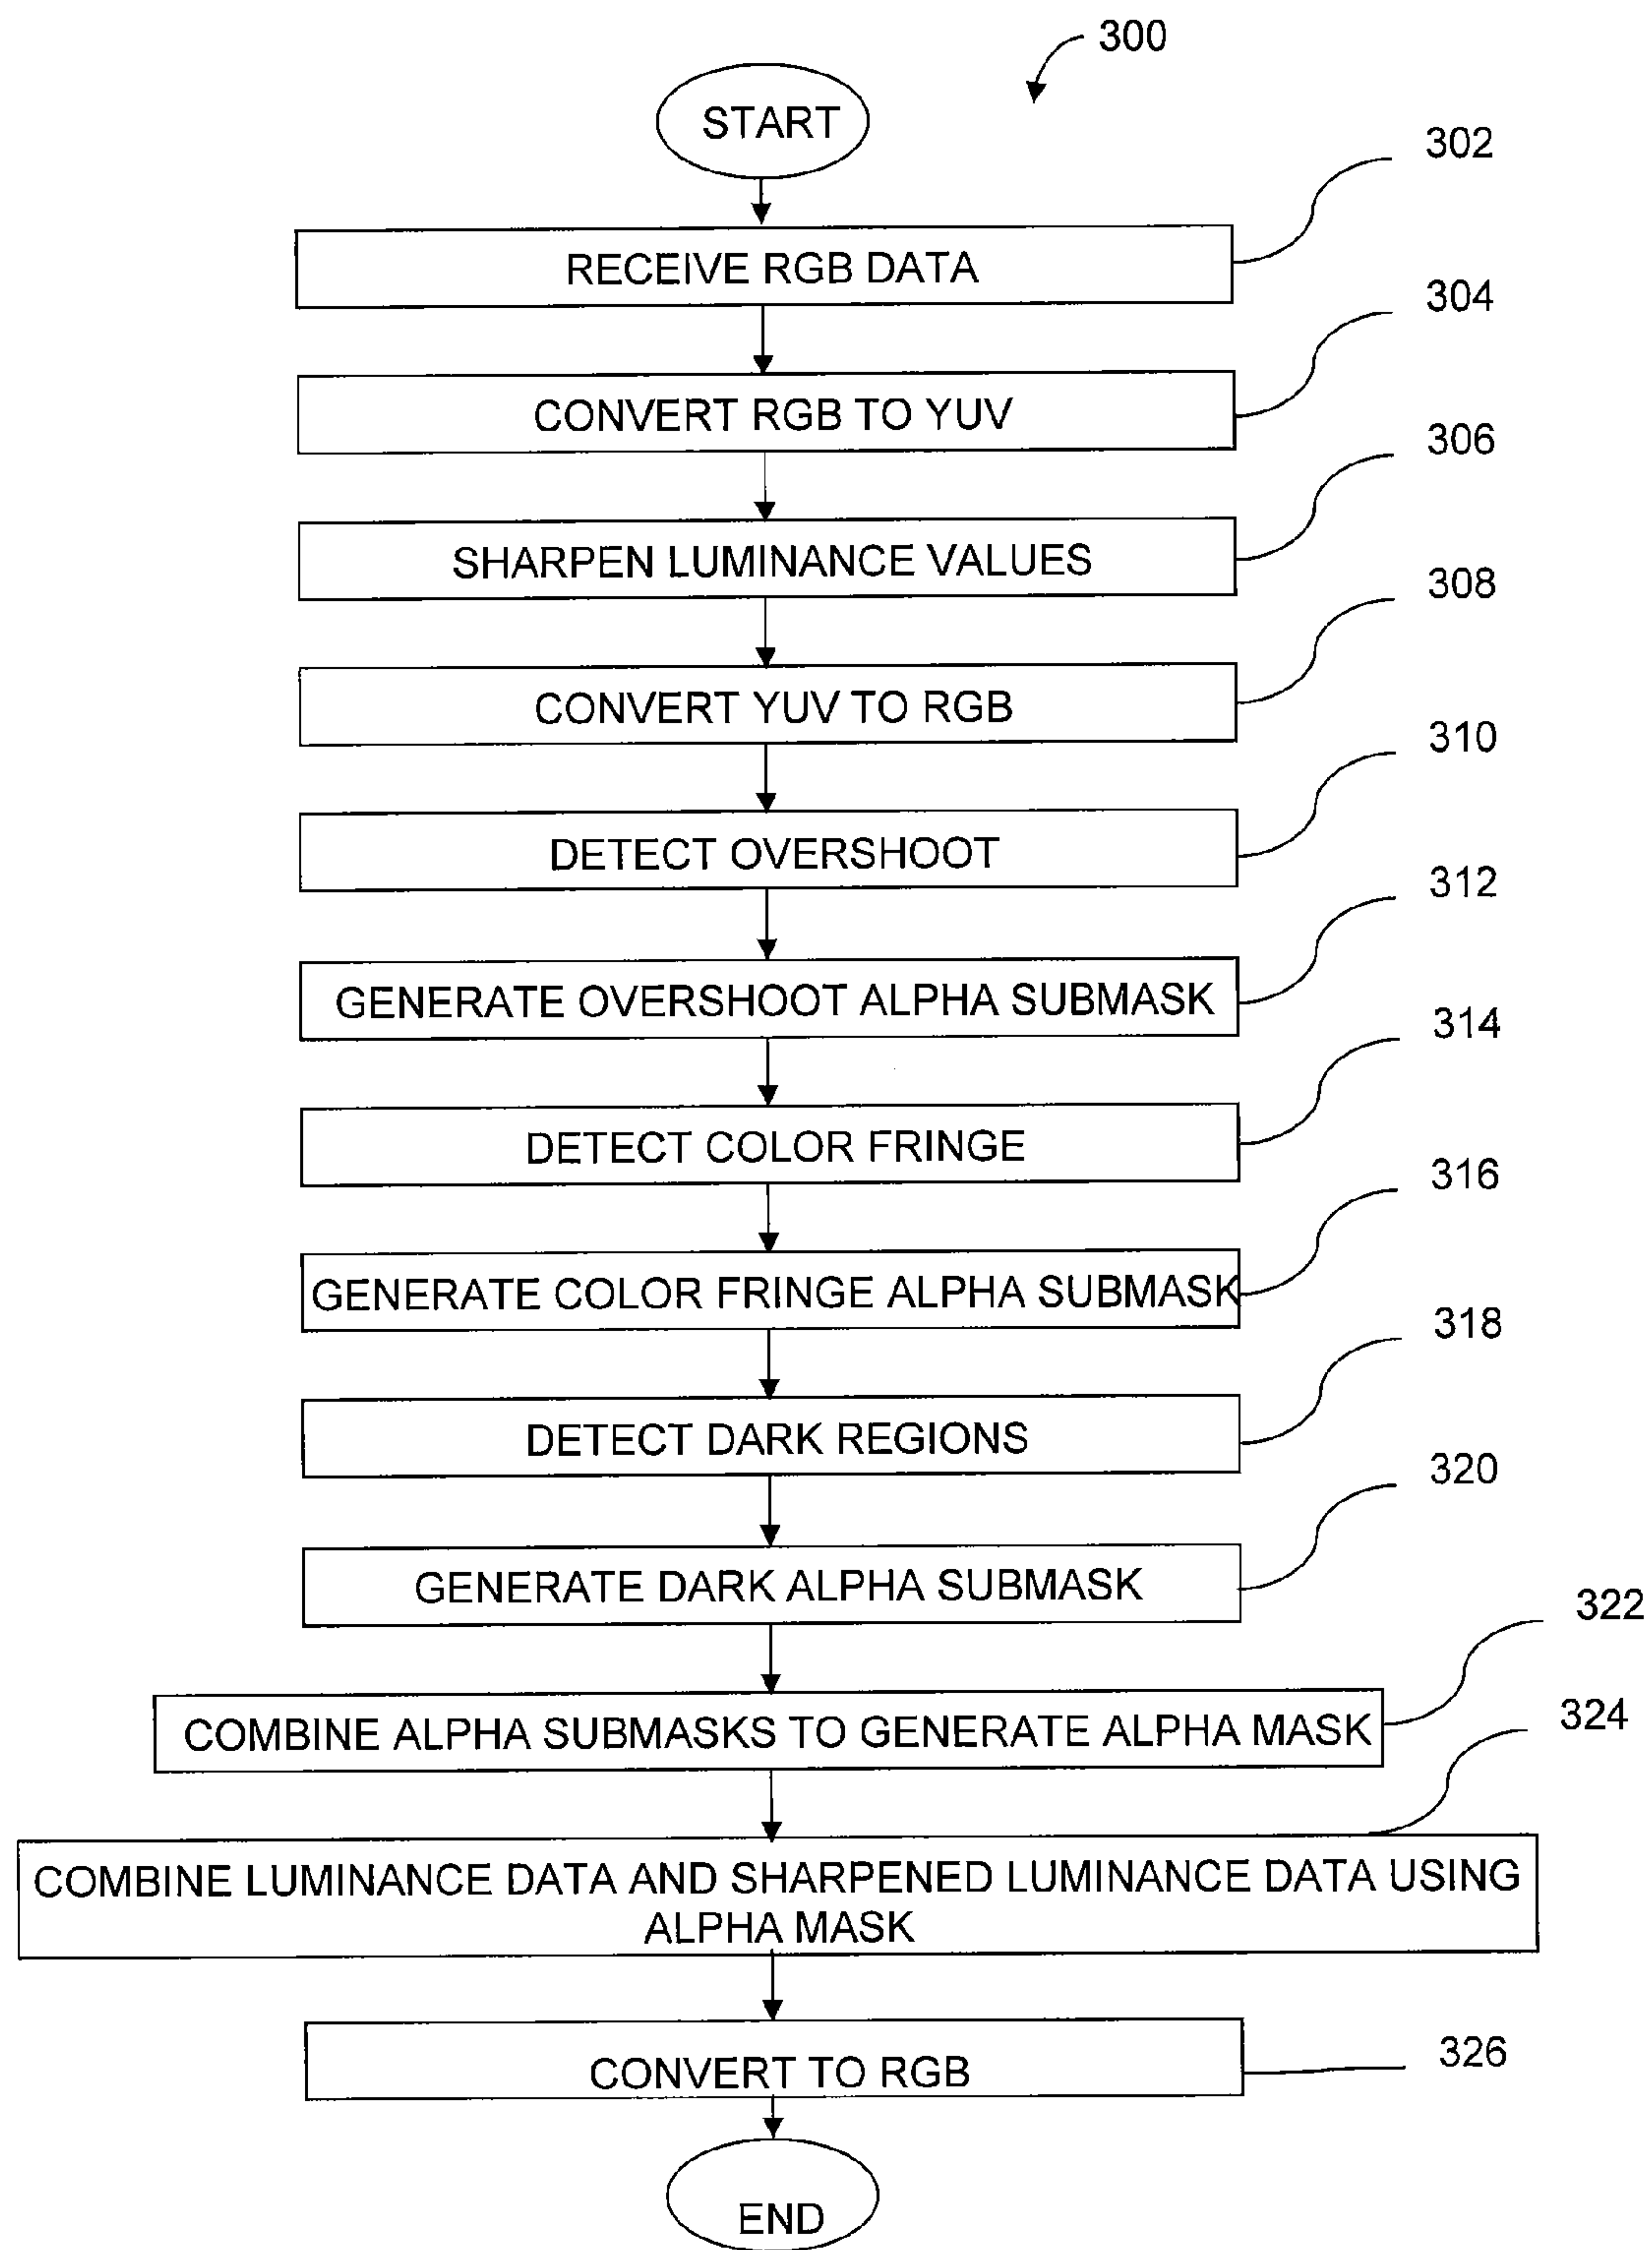 300
START
302
RECEIVE RGB DATA
304
CONVERT RGB TO YUV
306
SHARPEN LUMINANCE VALUES
308
CONVERT YUV TO RGB
310
DETECT OVERSHOOT
312
GENERATE OVERSHOOT ALPHA SUBMASK
314
DETECT COLOR FRINGE
316
GENERATE COLOR FRINGE ALPHA SUBMASK
318
DETECT DARK REGIONS
320
GENERATE DARK ALPHA SUBMASK
322
COMBINE ALPHA SUBMASKS TO GENERATE ALPHA MASK
324
COMBINE LUMINANCE DATA AND SHARPENED LUMINANCE DATA USING
ALPHA MASK
326
CONVERT TO RGB
END